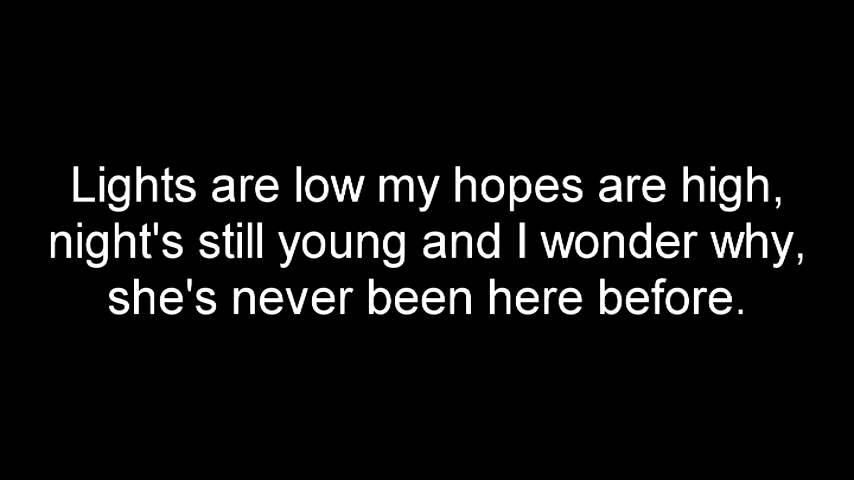 Lights are low my hopes are high,
night's still young and I wonder why,
she's never been here before.